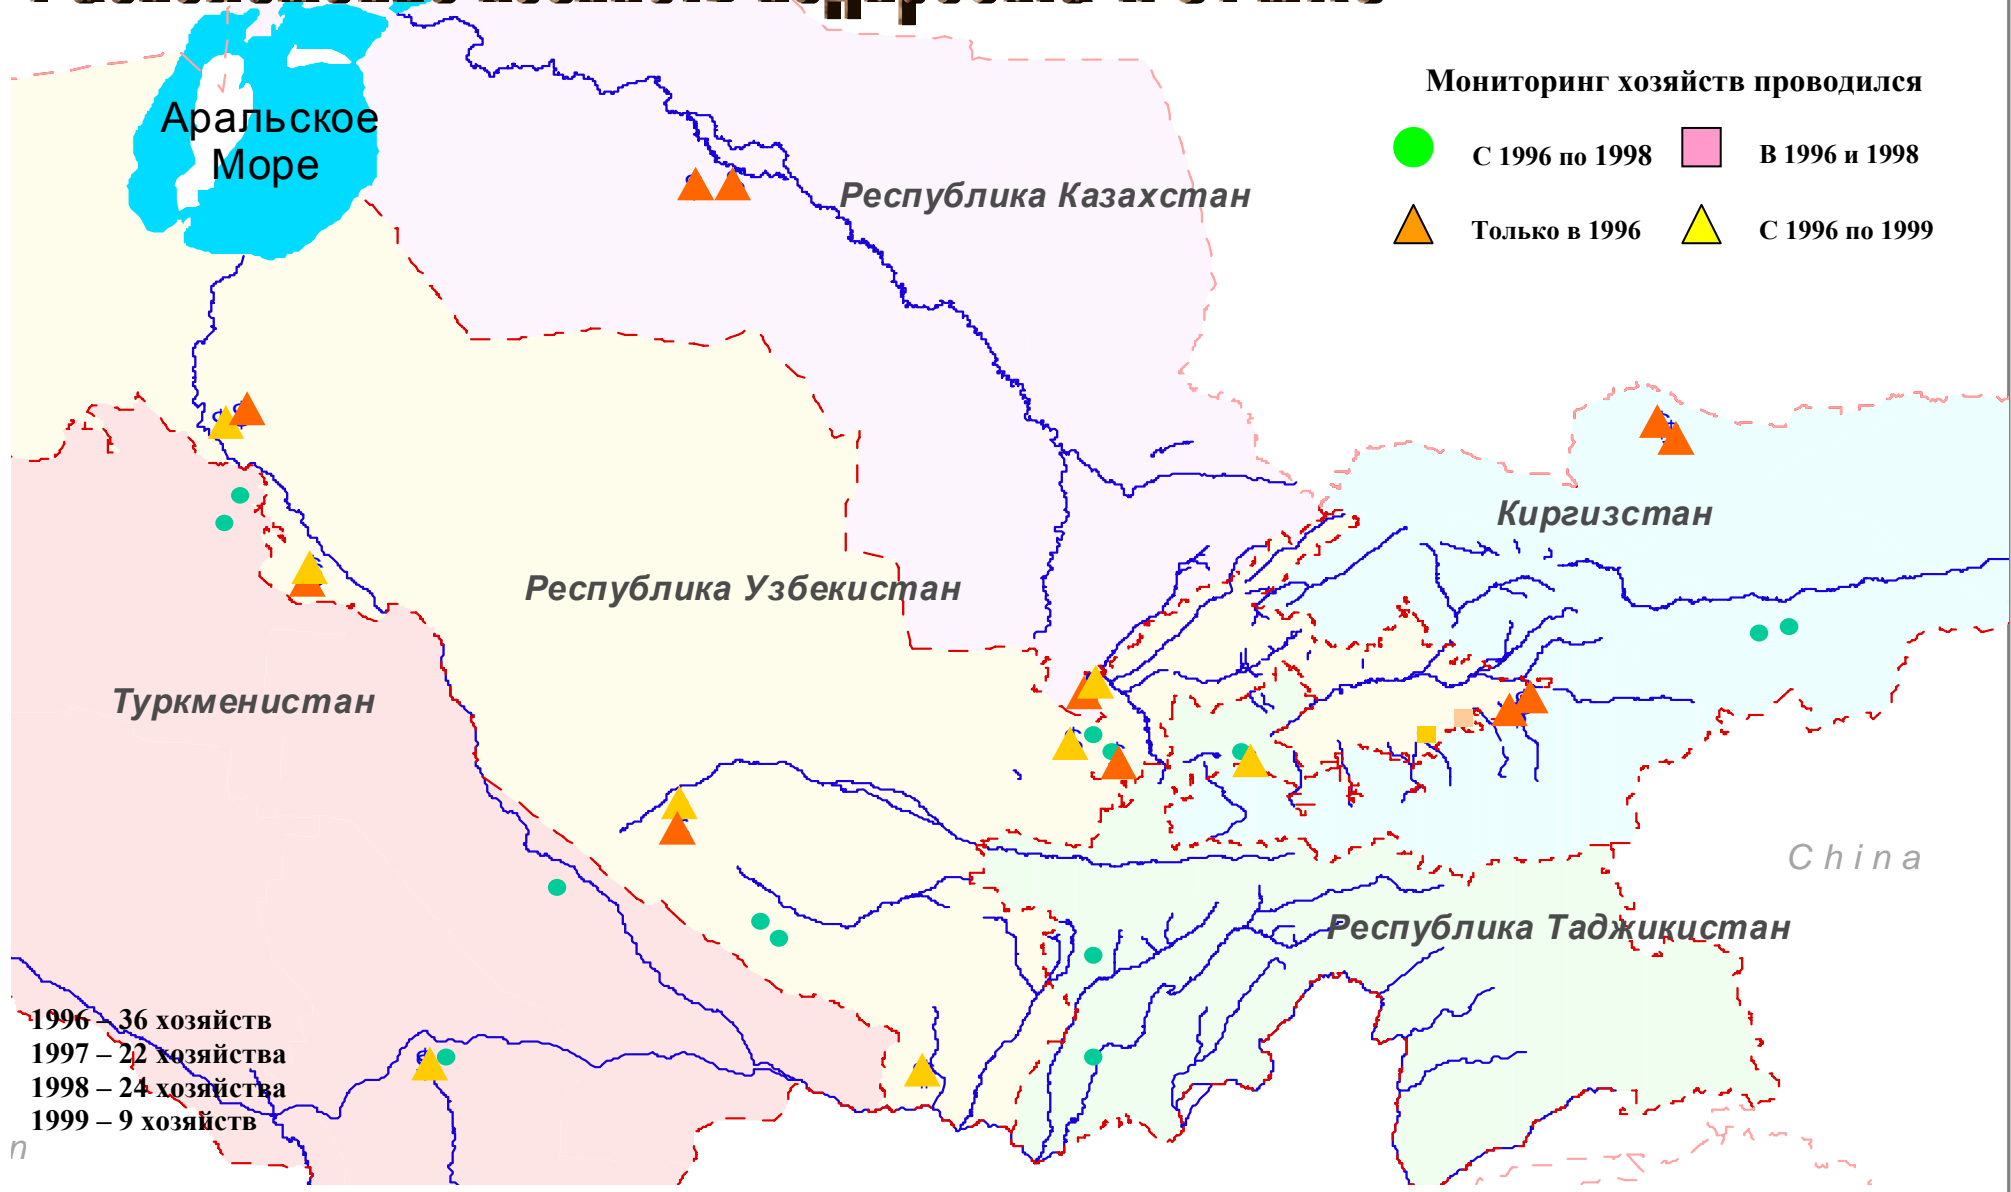 Аральское
Море
Мониторинг хозяйств проводился
С 1996 по 1998
В 1996 и 1998
Только в 1996
С 1996 по 1999
Республика Казахстан
Киргизстан
Республика Узбекистан
Туркменистан
China
Республика Таджикистан
1996 – 36 хозяйств
1997 – 22 хозяйства
1998 – 24 хозяйства
1999 – 9 хозяйств
n